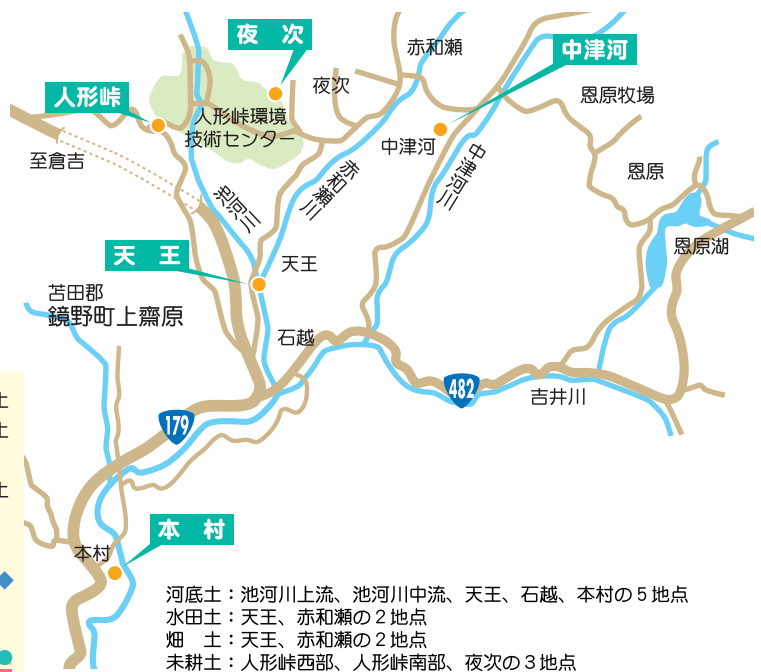 夜 次
赤和瀬
中津河
夜次
恩原牧場
人形峠
人形峠環境
技術センター
中津河
至倉吉
恩原
赤和瀬川
中津河川
池河川
恩原湖
天 王
天王
苫田郡
鏡野町上齋原
石越
482
吉井川
179
土
土
土
本 村
本村
河底土：池河川上流、池河川中流、天王、石越、本村の５地点
水田土：天王、赤和瀬の２地点
畑 土：天王、赤和瀬の２地点
未耕土：人形峠西部、人形峠南部、夜次の３地点